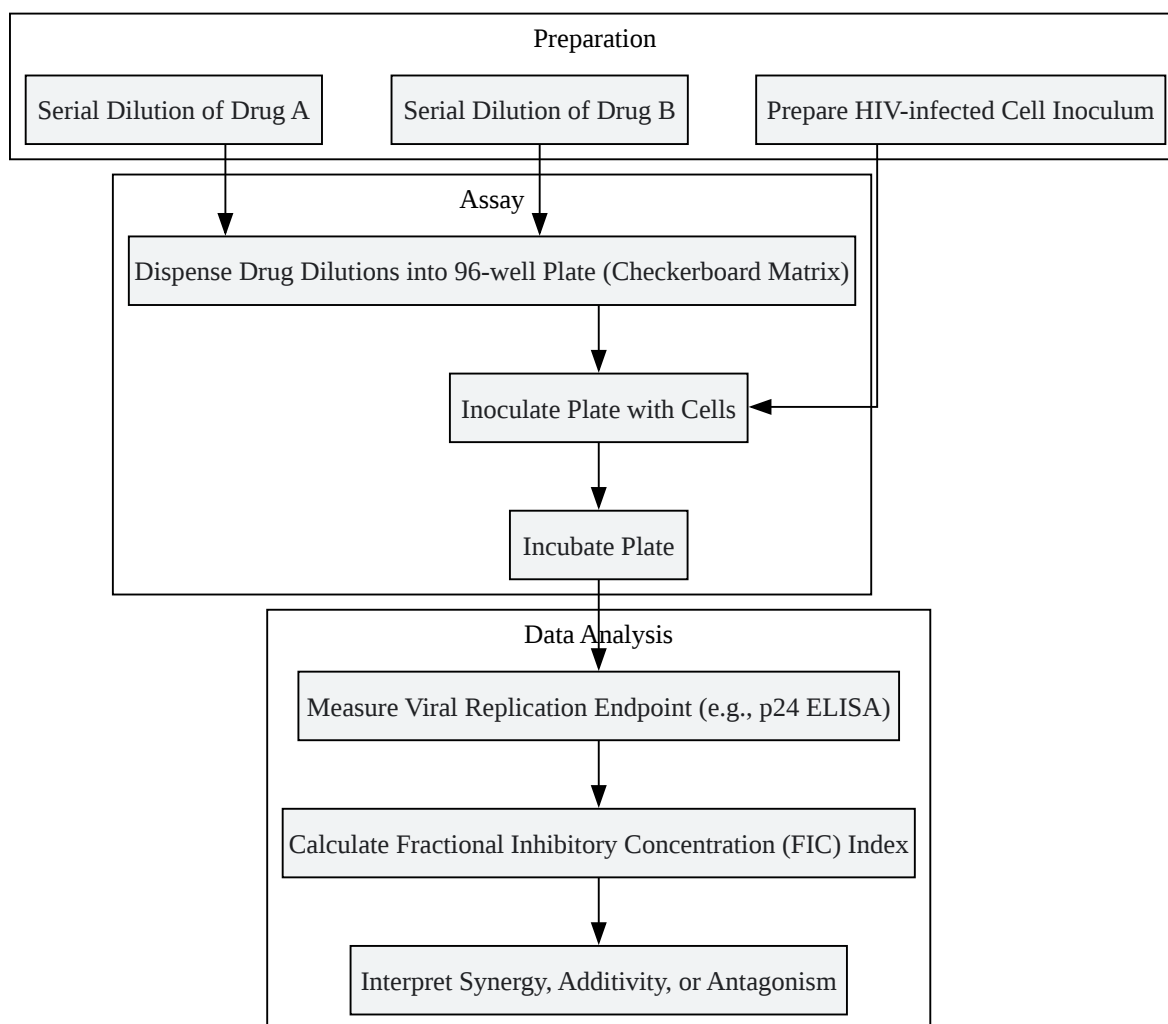 Preparation
Serial Dilution of Drug A
Serial Dilution of Drug B
Prepare HIV-infected Cell Inoculum
Assay
Dispense Drug Dilutions into 96-well Plate (Checkerboard Matrix)
Inoculate Plate with Cells
Incubate Plate
Data Analysis
Measure Viral Replication Endpoint (e.g., p24 ELISA)
Calculate Fractional Inhibitory Concentration (FIC) Index
Interpret Synergy, Additivity, or Antagonism